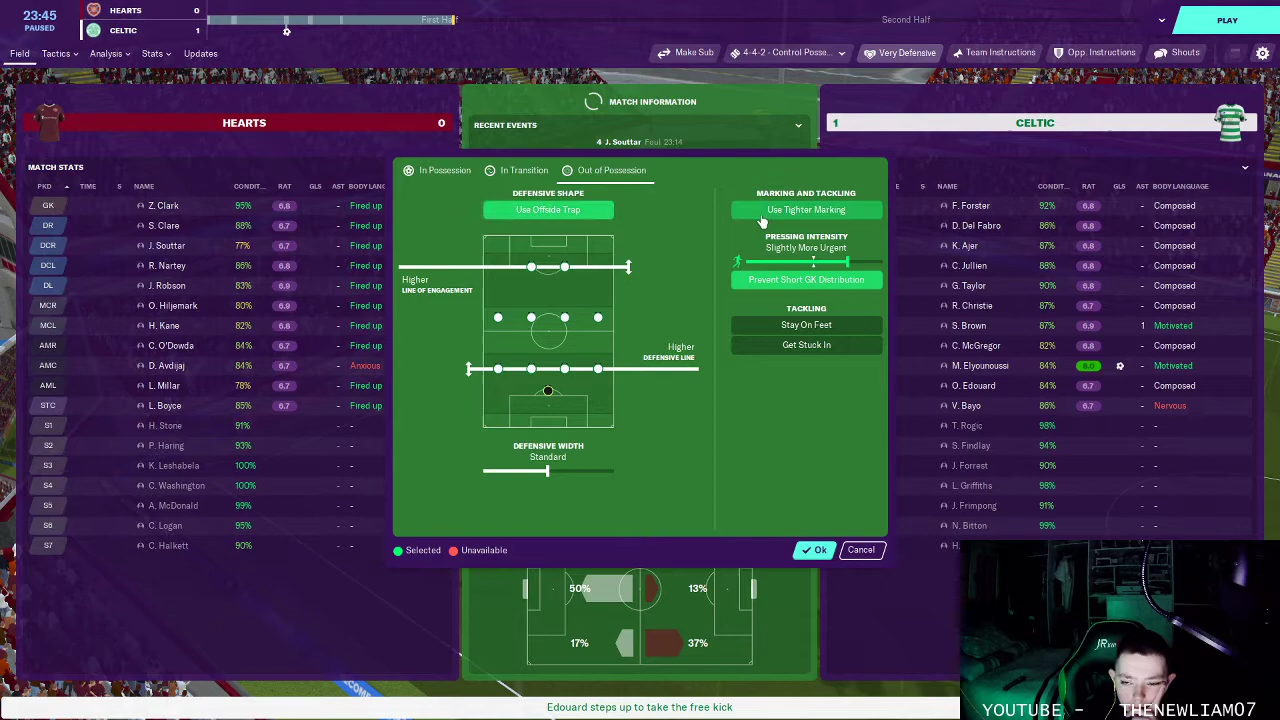 23:45
PAUSED
HEARTS 0
CELTIC 1
First Half
Second Half
PLAY
Field
Tactics
Analysis
Stats
Updates
Make Sub
4-4-2 - Control Posse...
Very Defensive
Team Instructions
Opp. Instructions
Shouts
HEARTS 0
MATCH INFORMATION
RECENT EVENTS
4 J. Souttar Foul 23:14
1 CELTIC
MATCH STATS
PKD TIME S NAME CONDIT... RAT GLS AST BODY LANG
GK Z. Clark 95% 6.8 - Fired up
DR S. Clare 88% 6.7 - Fired up
DCR J. Souttar 77% 6.7 - Fired up
DCL R. Nartey 86% 6.8 - Fired up
DL J. Robson 83% 6.9 - Fired up
MCR O. Hiljemark 80% 6.9 - Fired up
MCL H. Kane 82% 6.8 - Fired up
AMR C. O'Dowda 84% 6.7 - Fired up
AMC D. Avdijaj 84% 6.7 - Anxious
AML L. Millar 78% 6.7 - Fired up
STC L. Boyce 85% 6.7 - Fired up
S1 H. Stone 91% - -
S2 P. Haring 93% - -
S3 K. Leshabela 100% - -
S4 C. Washington 100% - -
S5 A. McDonald 99% - -
S6 C. Logan 95% - -
S7 C. Halkett 90% - -
In Possession
In Transition
Out of Possession
DEFENSIVE SHAPE
Use Offside Trap
Higher
LINE OF ENGAGEMENT
Higher
DEFENSIVE LINE
DEFENSIVE WIDTH
Standard
MARKING AND TACKLING
Use Tighter Marking
PRESSING INTENSITY
Slightly More Urgent
Prevent Short GK Distribution
TACKLING
Stay On Feet
Get Stuck In
Selected
Unavailable
Ok
Cancel
S NAME CONDIT... RAT GLS AST BODY LANGUAGE
F. Forster 92% 6.8 - Composed
D. Del Fabro 86% 6.8 - Composed
K. Ajer 87% 6.8 - Composed
C. Jullien 88% 6.8 - Composed
G. Taylor 90% 6.8 - Composed
R. Christie 87% 6.7 - Composed
S. Brown 87% 6.9 1 Motivated
C. McGregor 82% 6.8 - Composed
M. Elyounoussi 84% 8.0 - Motivated
O. Edouard 84% 6.7 - Composed
V. Bayo 86% 6.7 - Nervous
T. Rogic 98% - -
S. Findlay 94% - -
J. Forrest 90% - -
L. Griffiths 98% - -
J. Frimpong 91% - -
N. Bitton 99% - -
H.
50%
13%
17%
37%
Edouard steps up to take the free kick
JR
YOUTUBE - THENEWLIAM07